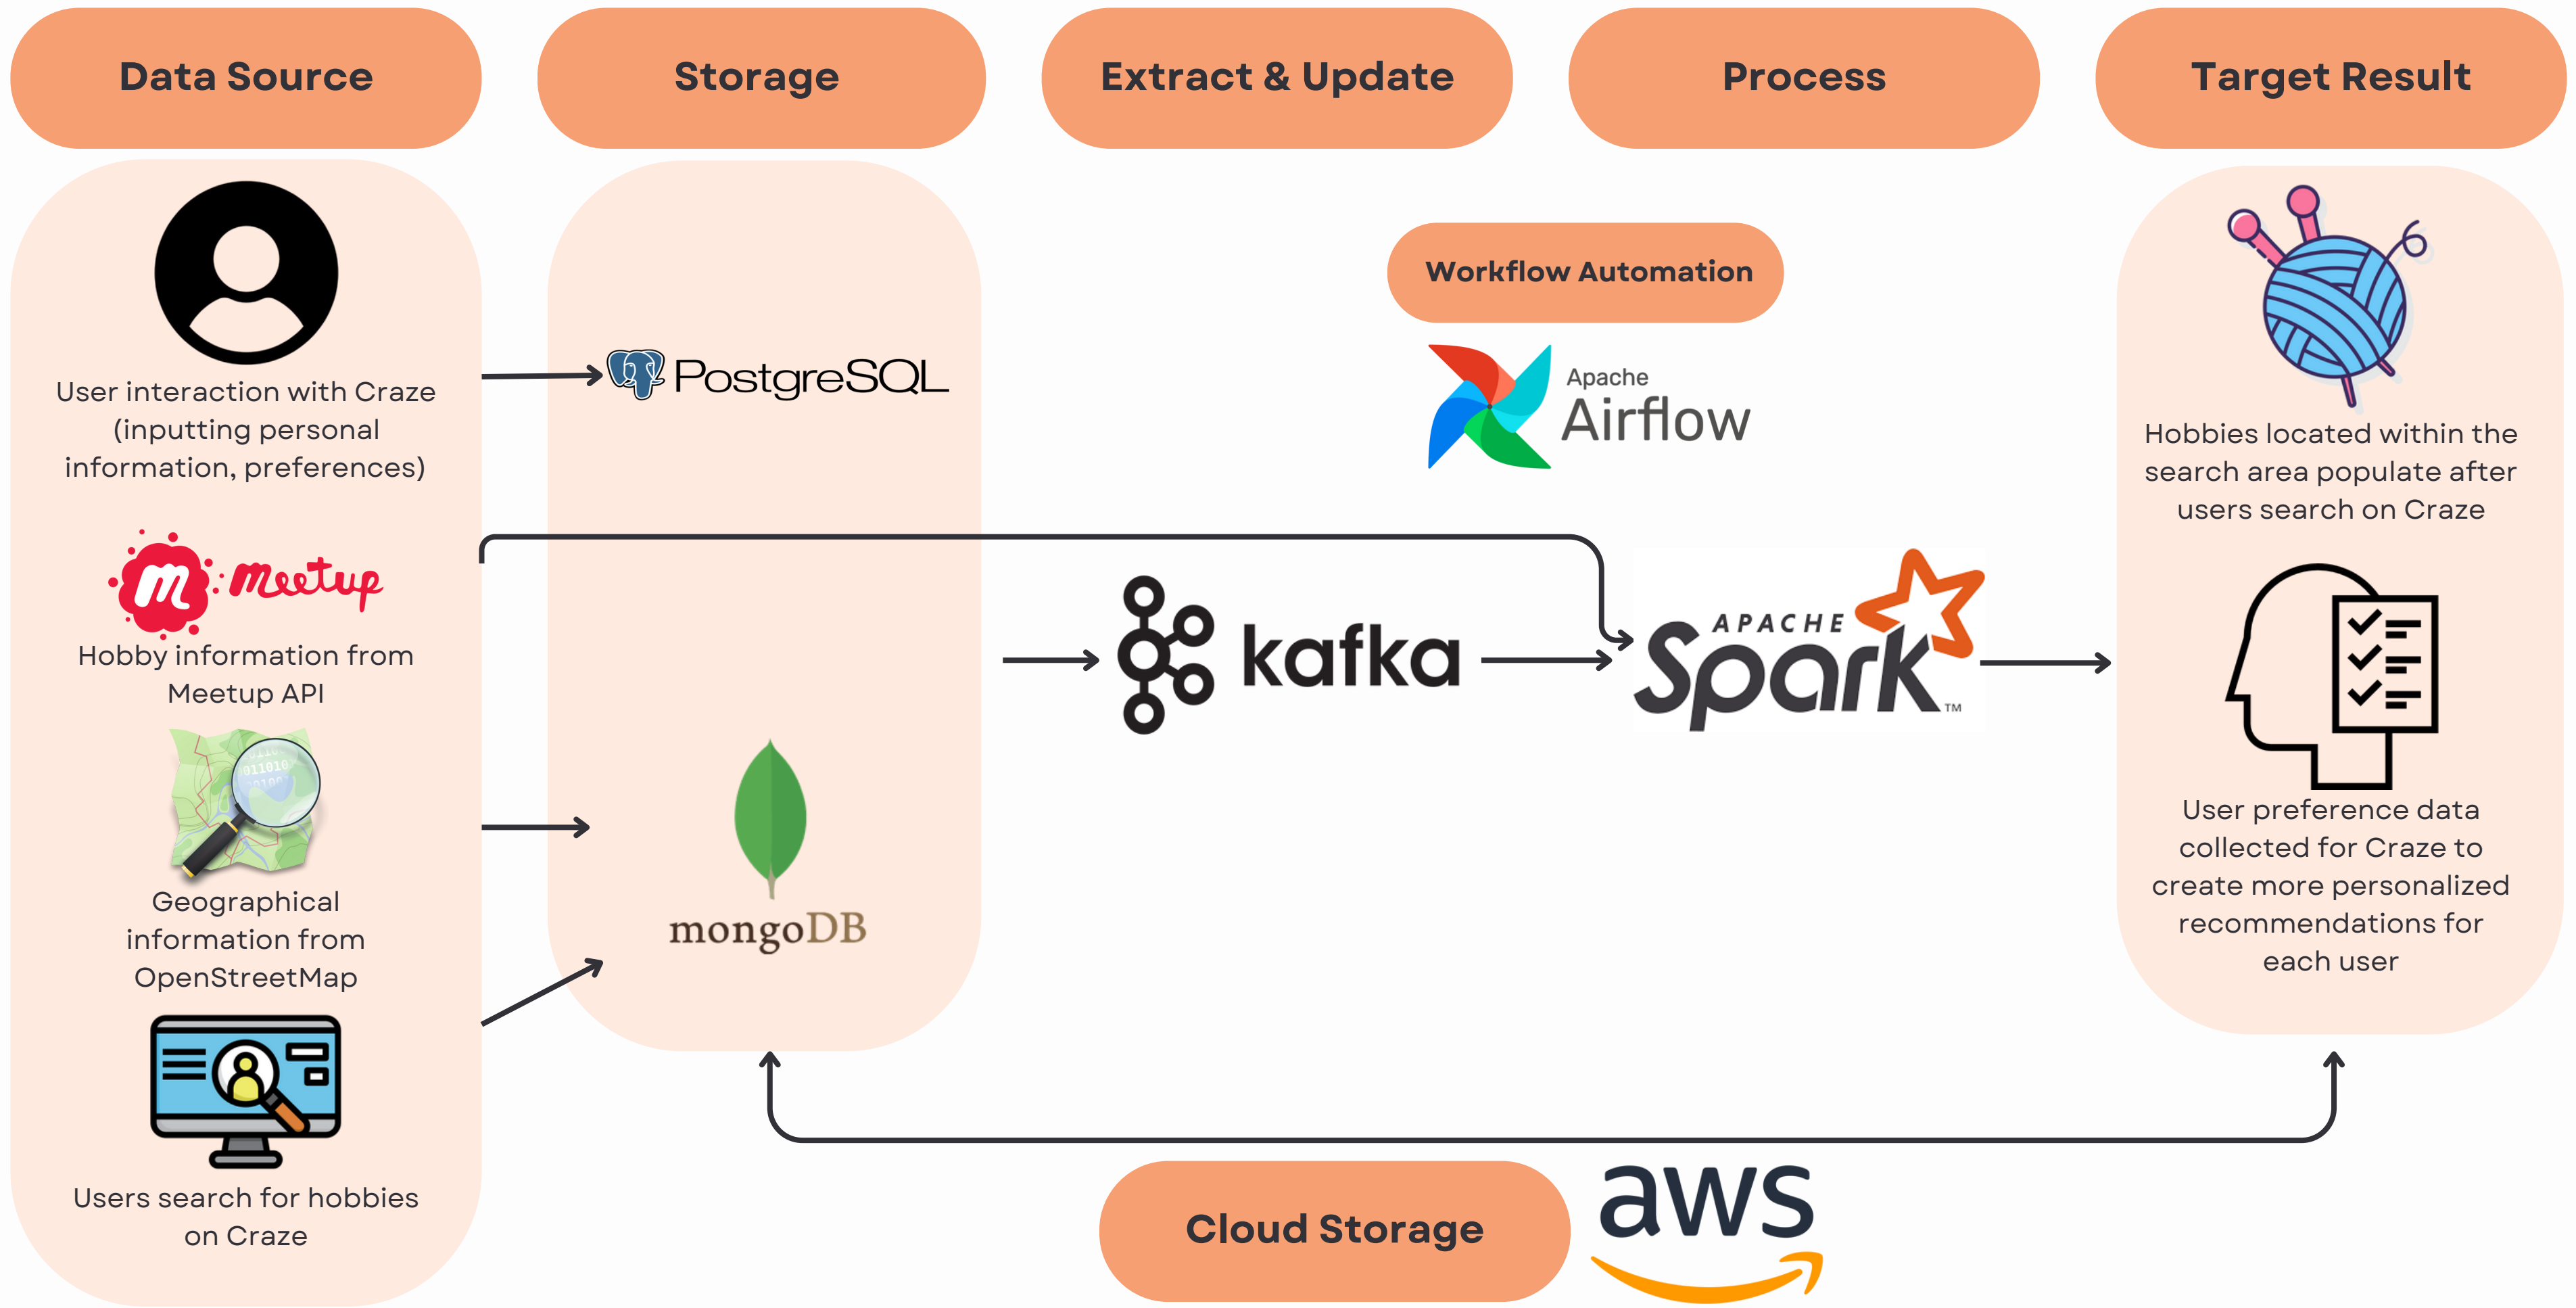 Data Source
Storage
Extract & Update
Process
Target Result
User interaction with Craze
(inputting personal
information, preferences)
meetup
Hobby information from
Meetup API
011010
Geographical
information from
OpenStreetMap
Users search for hobbies
on Craze
PostgreSQL
mongoDB
Workflow Automation
Apache
Airflow
kafka
APACHE
Spark
TM
Hobbies located within the
search area populate after
users search on Craze
User preference data
collected for Craze to
create more personalized
recommendations for
each user
Cloud Storage
aws